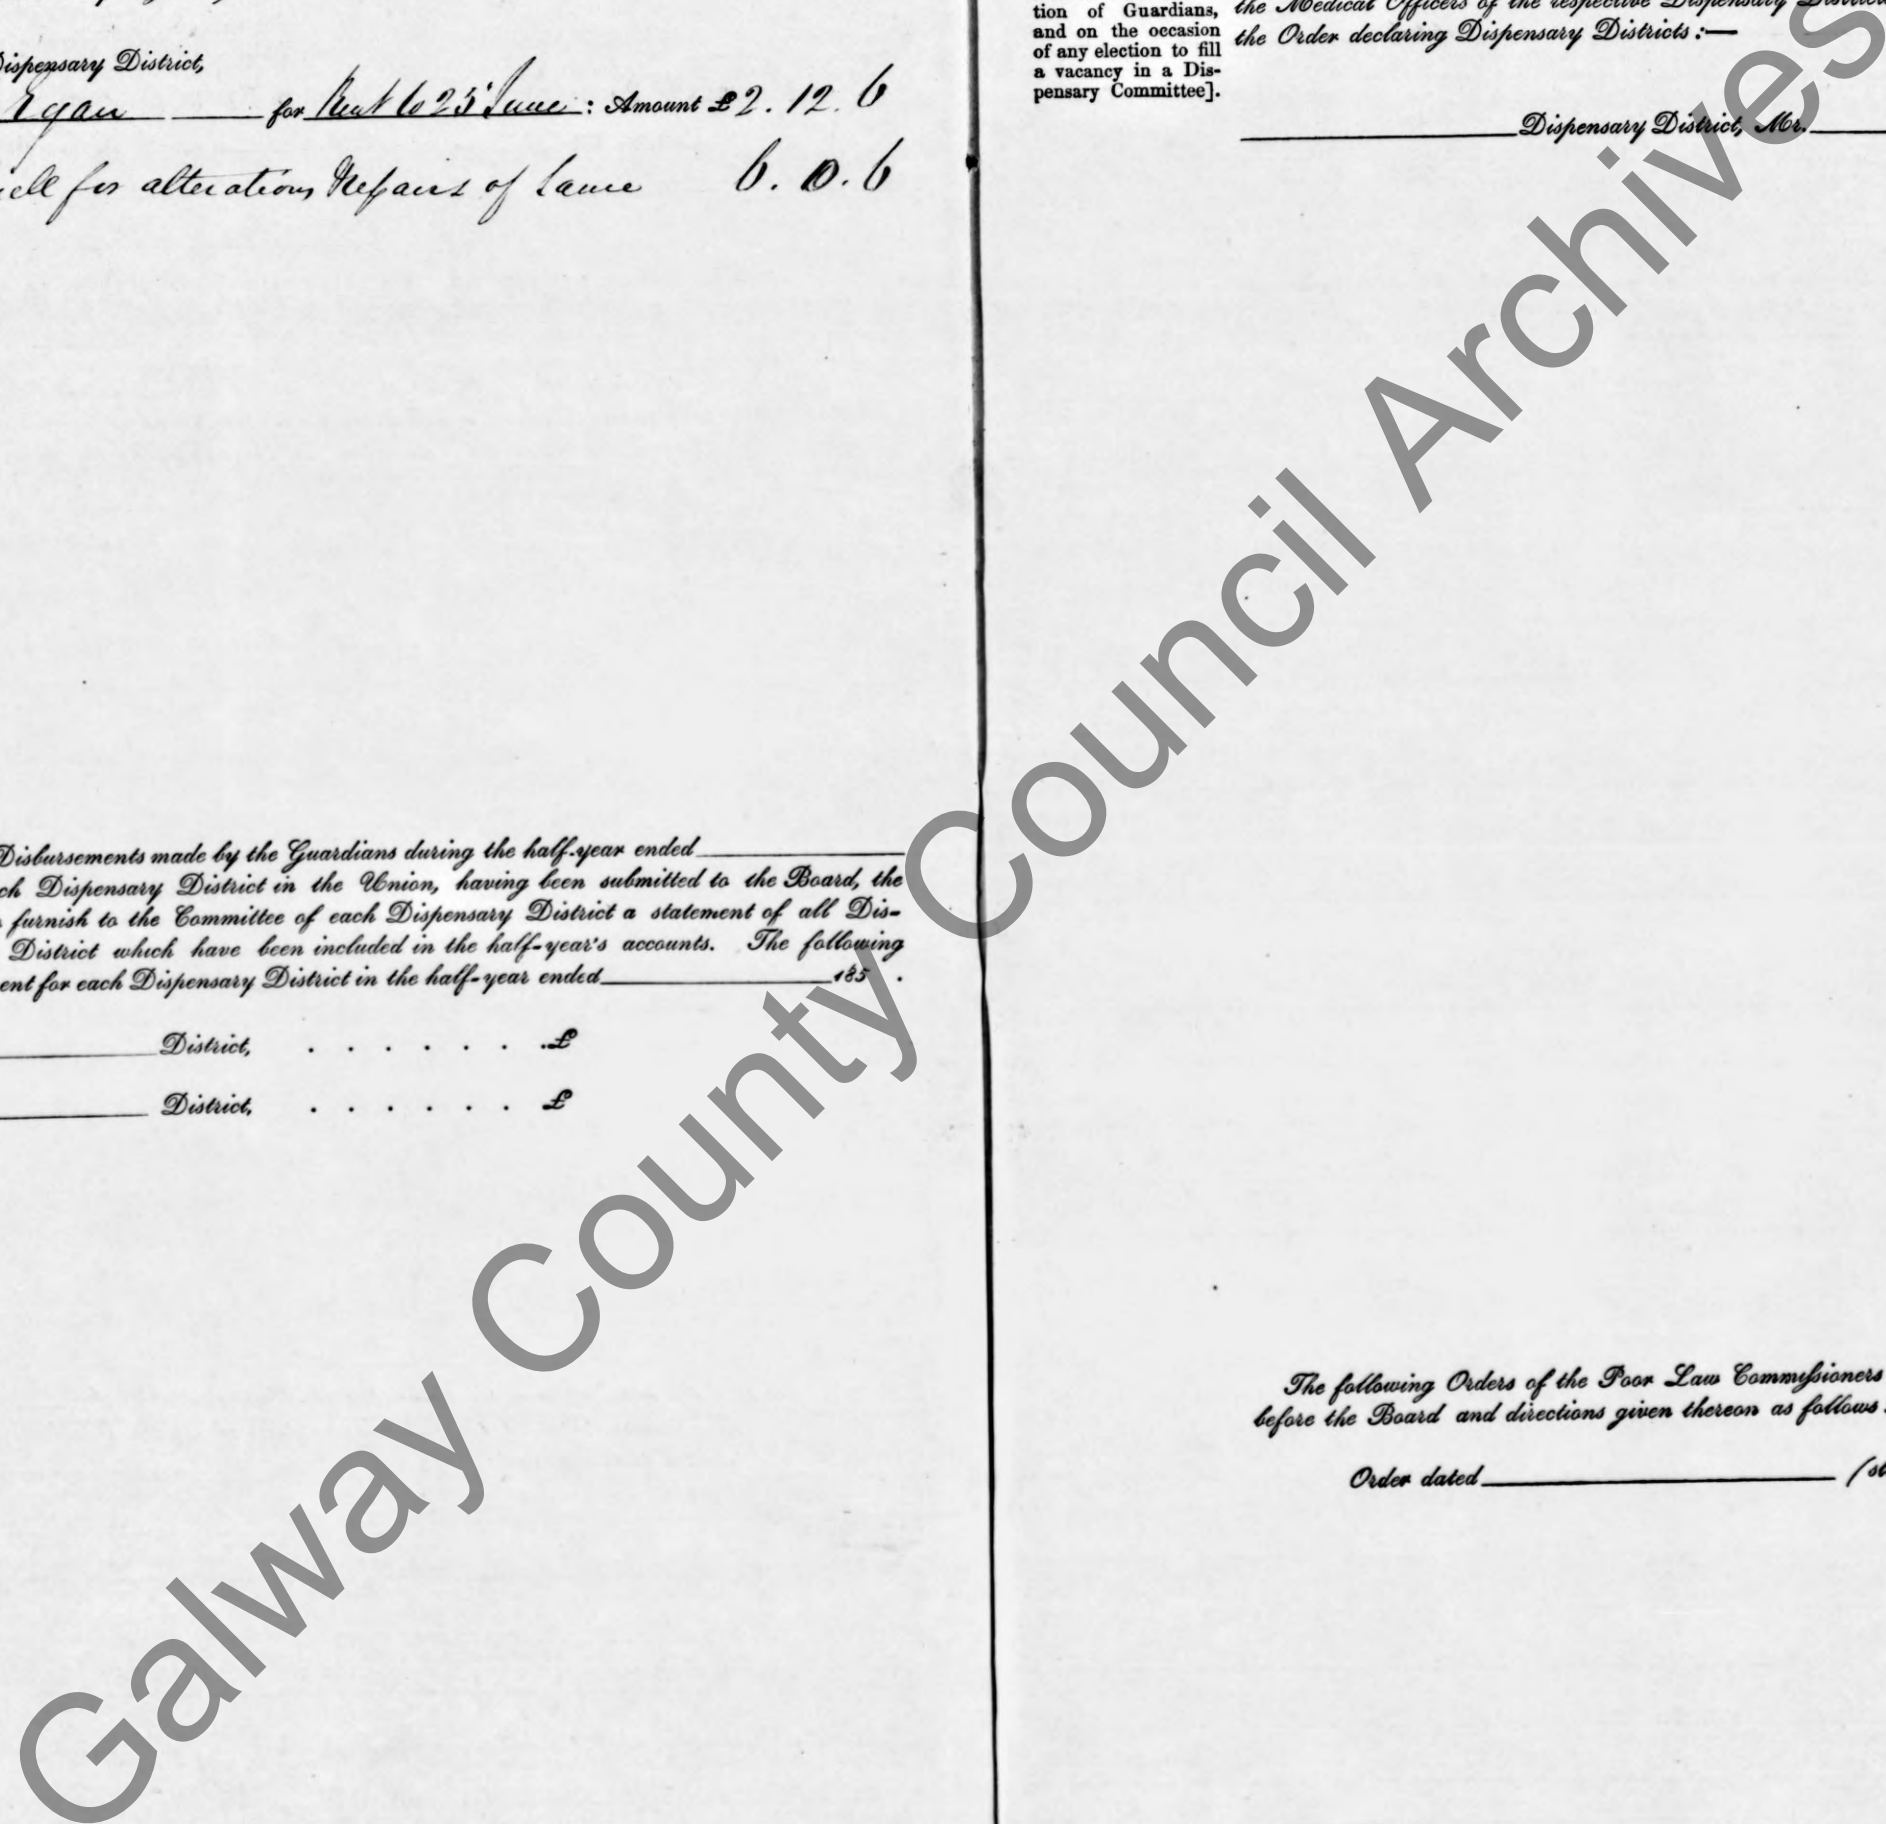 Dispensary District,
Egan for Rent to 25 June : Amount £2. 12. 6
ell for alterations Repairs of Same 6. 0. 6
Disbursements made by the Guardians during the half-year ended
ch Dispensary District in the Union, having been submitted to the Board, the
furnish to the Committee of each Dispensary District a statement of all Dis-
District which have been included in the half-year's accounts. The following
ent for each Dispensary District in the half-year ended 185 .
District, . . . . . . £
District, . . . . . . £
tion of Guardians,
and on the occasion
of any election to fill
a vacancy in a Dis-
pensary Committee].
the Medical Officers of the respective Dispensary District
the Order declaring Dispensary Districts :—
Dispensary District, Mr.
The following Orders of the Poor Law Commissioners
before the Board and directions given thereon as follows :
Order dated (st
Galway County Council Archives